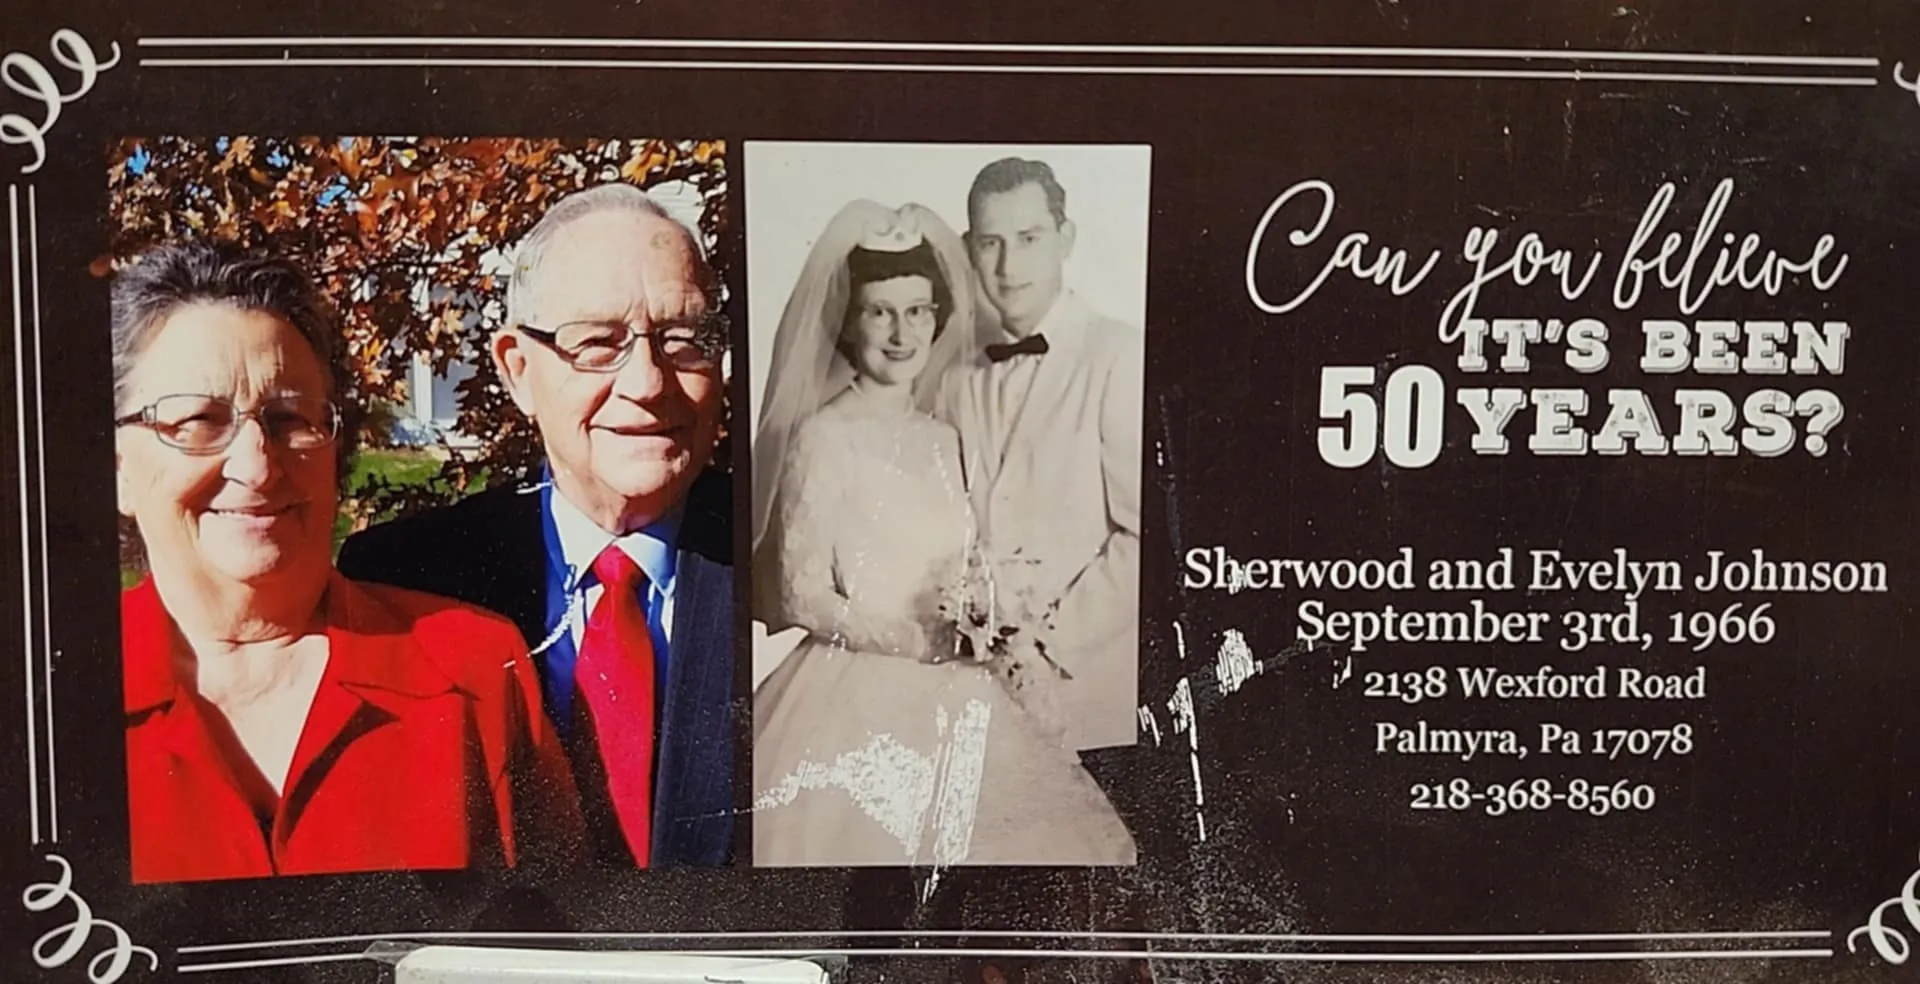 Can you believe
IT'S BEEN
50 YEARS?
Sherwood and Evelyn Johnson
September 3rd, 1966
2138 Wexford Road
Palmyra, Pa 17078
218-368-8560